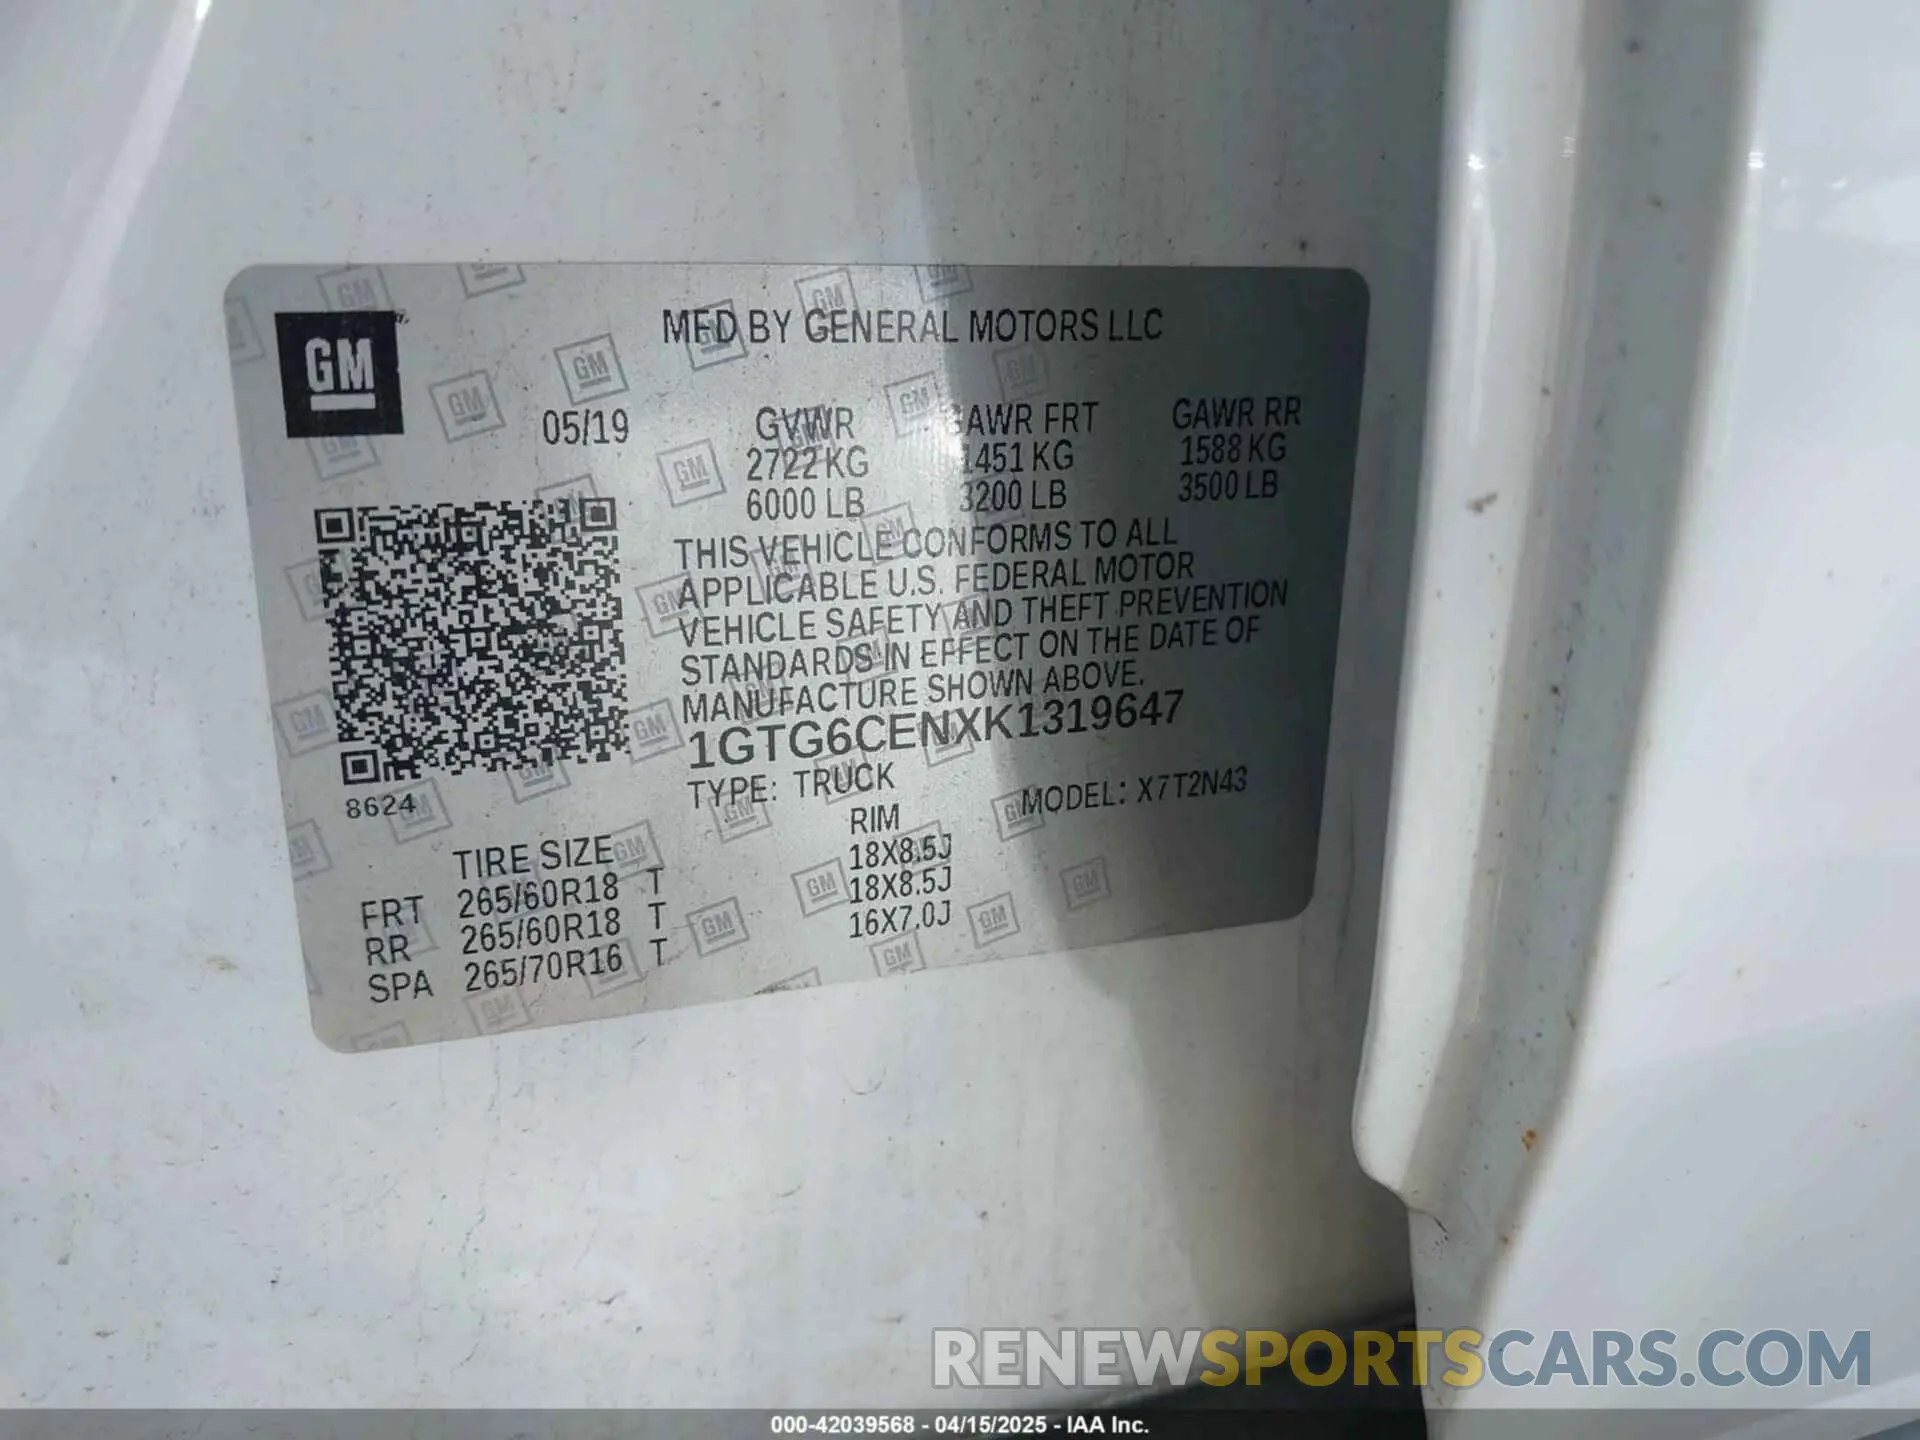 GM
MFD BY GENERAL MOTORS LLC
05/19 GVWR GAWR FRT GAWR RR
2722 KG 1451 KG 1588 KG
6000 LB 3200 LB 3500 LB
THIS VEHICLE CONFORMS TO ALL
APPLICABLE U.S. FEDERAL MOTOR
VEHICLE SAFETY AND THEFT PREVENTION
STANDARDS IN EFFECT ON THE DATE OF
MANUFACTURE SHOWN ABOVE.
1GTG6CENXK1319647
8624 TYPE: TRUCK MODEL: X7T2N43
TIRE SIZE RIM
FRT 265/60R18 T 18X8.5J
RR 265/60R18 T 18X8.5J
SPA 265/70R16 T 16X7.0J
RENEWSPORTSCARS.COM
000-42039568 - 04/15/2025 - IAA Inc.